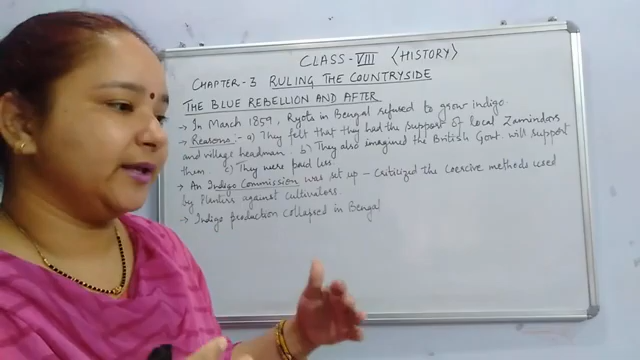 CLASS-VIII <HISTORY>
CHAPTER-3 RULING THE COUNTRYSIDE
THE BLUE REBELLION AND AFTER
→ In March 1859, Ryots in Bengal refused to grow indigo.
→ Reasons :- a) They felt that they had the support of local Zamindars
and village headman b) They also imagined the British Govt. will support
them c) They were paid less.
→ An Indigo Commission was set up - criticized the coercive methods used
by Planters against cultivators.
→ Indigo production collapsed in Bengal